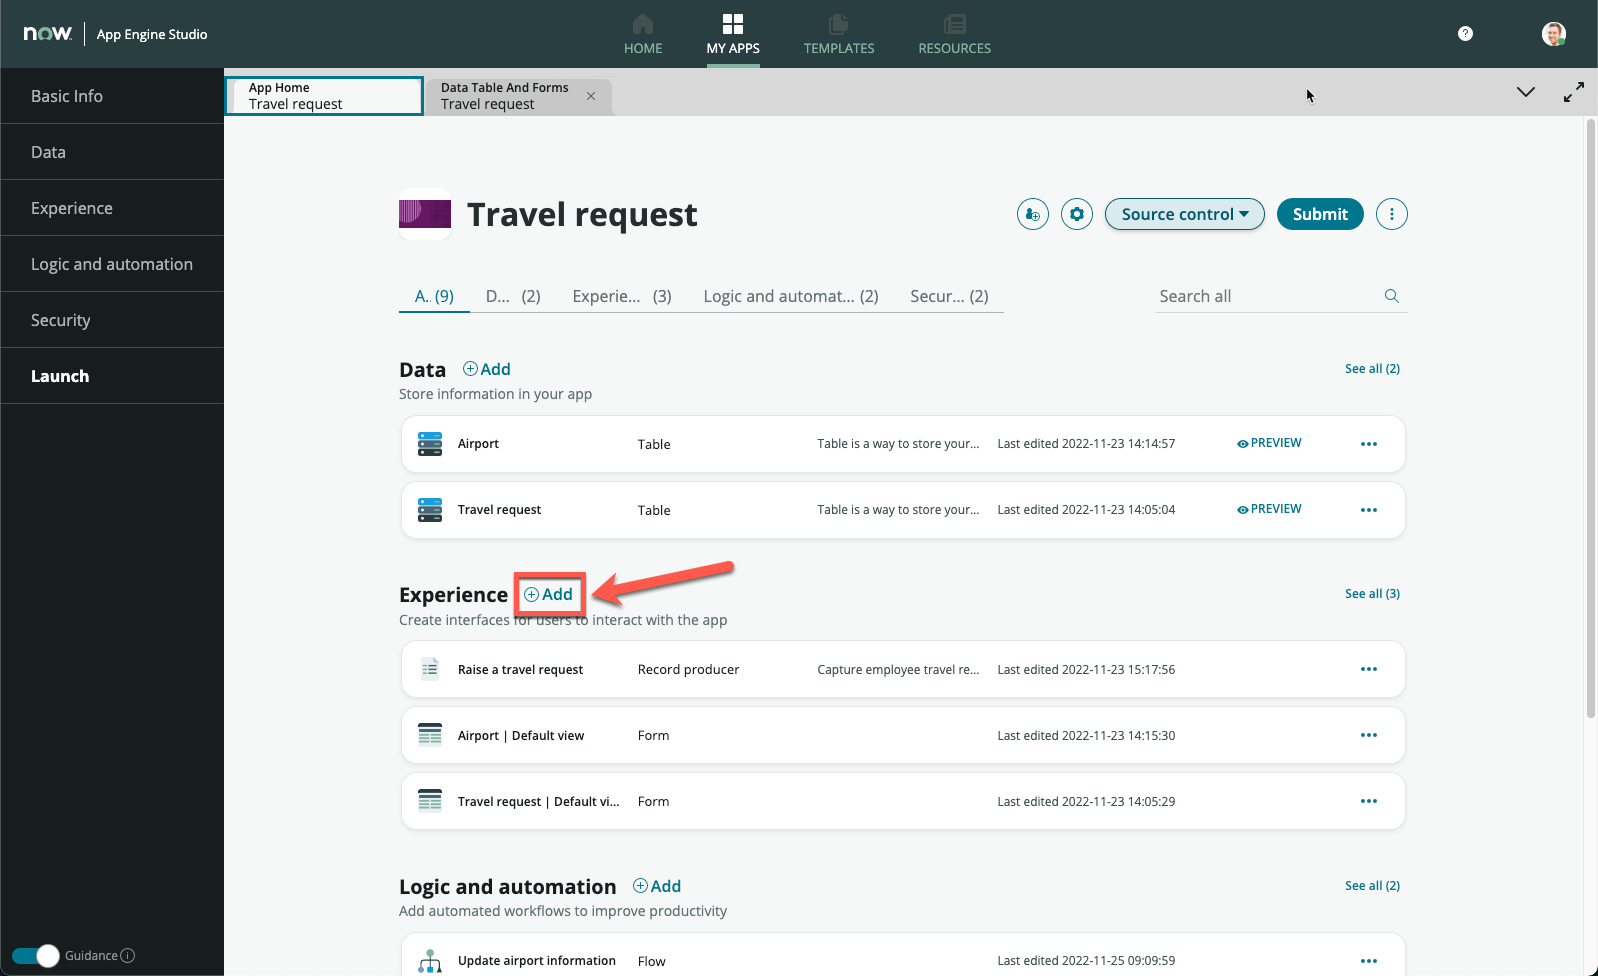 now. App Engine Studio
HOME
MY APPS
TEMPLATES
RESOURCES
?
Basic Info
Data
Experience
Logic and automation
Security
Launch
Guidance
App Home
Travel request
Data Table And Forms
Travel request
Travel request
Source control
Submit
A.. (9)
D... (2)
Experie... (3)
Logic and automat... (2)
Secur... (2)
Search all
Data Add See all (2)
Store information in your app
Airport Table Table is a way to store your... Last edited 2022-11-23 14:14:57 PREVIEW
Travel request Table Table is a way to store your... Last edited 2022-11-23 14:05:04 PREVIEW
Experience Add See all (3)
Create interfaces for users to interact with the app
Raise a travel request Record producer Capture employee travel re... Last edited 2022-11-23 15:17:56
Airport | Default view Form Last edited 2022-11-23 14:15:30
Travel request | Default vi... Form Last edited 2022-11-23 14:05:29
Logic and automation Add See all (2)
Add automated workflows to improve productivity
Update airport information Flow Last edited 2022-11-25 09:09:59